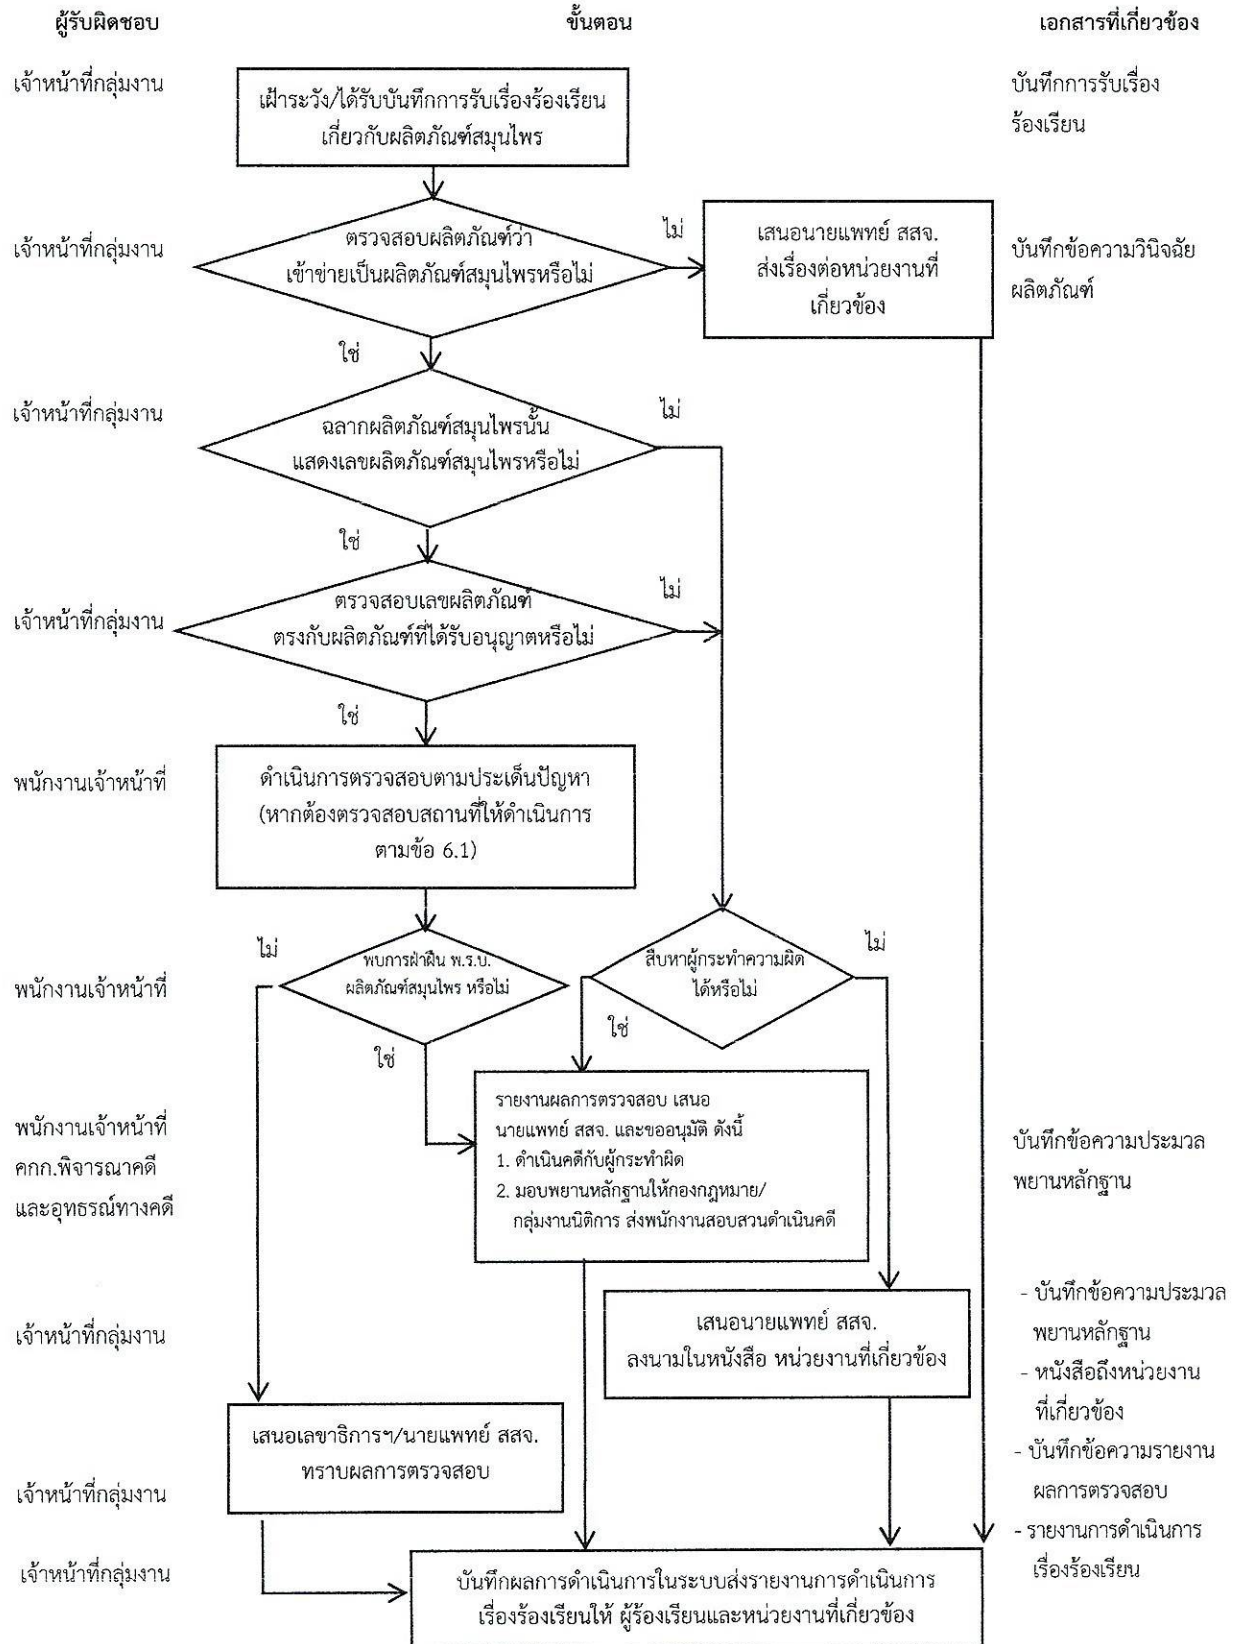 ผู้รับผิดชอบ
ขั้นตอน
เอกสารที่เกี่ยวข้อง
เจ้าหน้าที่กลุ่มงาน
เฝ้าระวัง/ได้รับบันทึกการรับเรื่องร้องเรียน
เกี่ยวกับผลิตภัณฑ์สมุนไพร
บันทึกการรับเรื่อง
ร้องเรียน
เจ้าหน้าที่กลุ่มงาน
ตรวจสอบผลิตภัณฑ์ว่า
เข้าข่ายเป็นผลิตภัณฑ์สมุนไพรหรือไม่
ไม่
เสนอนายแพทย์ สสจ.
ส่งเรื่องต่อหน่วยงานที่
เกี่ยวข้อง
บันทึกข้อความวินิจฉัย
ผลิตภัณฑ์
ใช่
เจ้าหน้าที่กลุ่มงาน
ฉลากผลิตภัณฑ์สมุนไพรนั้น
แสดงเลขผลิตภัณฑ์สมุนไพรหรือไม่
ไม่
ใช่
เจ้าหน้าที่กลุ่มงาน
ตรวจสอบเลขผลิตภัณฑ์
ตรงกับผลิตภัณฑ์ที่ได้รับอนุญาตหรือไม่
ไม่
ใช่
พนักงานเจ้าหน้าที่
ดำเนินการตรวจสอบตามประเด็นปัญหา
(หากต้องตรวจสอบสถานที่ให้ดำเนินการ
ตามข้อ 6.1)
พนักงานเจ้าหน้าที่
ไม่
พบการฝ่าฝืน พ.ร.บ.
ผลิตภัณฑ์สมุนไพร หรือไม่
ใช่
สืบหาผู้กระทำความผิด
ได้หรือไม่
ไม่
ใช่
พนักงานเจ้าหน้าที่
คกก.พิจารณาคดี
และอุทธรณ์ทางคดี
รายงานผลการตรวจสอบ เสนอ
นายแพทย์ สสจ. และขออนุมัติ ดังนี้
1. ดำเนินคดีกับผู้กระทำผิด
2. มอบพยานหลักฐานให้กองกฎหมาย/
กลุ่มงานนิติการ ส่งพนักงานสอบสวนดำเนินคดี
บันทึกข้อความประมวล
พยานหลักฐาน
เจ้าหน้าที่กลุ่มงาน
เสนอนายแพทย์ สสจ.
ลงนามในหนังสือ หน่วยงานที่เกี่ยวข้อง
- บันทึกข้อความประมวล
พยานหลักฐาน
- หนังสือถึงหน่วยงาน
ที่เกี่ยวข้อง
- บันทึกข้อความรายงาน
ผลการตรวจสอบ
- รายงานการดำเนินการ
เรื่องร้องเรียน
เจ้าหน้าที่กลุ่มงาน
เสนอเลขาธิการฯ/นายแพทย์ สสจ.
ทราบผลการตรวจสอบ
เจ้าหน้าที่กลุ่มงาน
บันทึกผลการดำเนินการในระบบส่งรายงานการดำเนินการ
เรื่องร้องเรียนให้ ผู้ร้องเรียนและหน่วยงานที่เกี่ยวข้อง